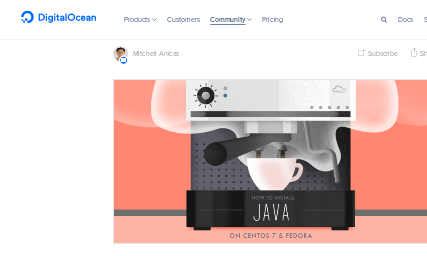 DigitalOcean
Products Customers Community Pricing Docs S
Mitchell Anicas Subscribe Sh
HOW TO INSTALL
JAVA
ON CENTOS 7 & FEDORA